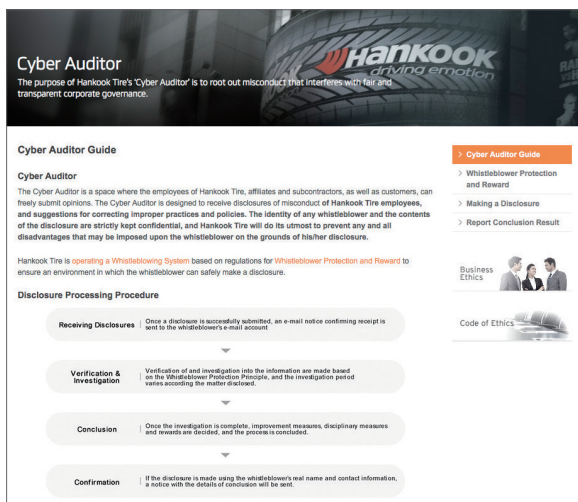 HANKOOK
driving emotion
Cyber Auditor
The purpose of Hankook Tire's 'Cyber Auditor' is to root out misconduct that interferes with fair and
transparent corporate governance.
Cyber Auditor Guide
Cyber Auditor
The Cyber Auditor is a space where the employees of Hankook Tire, affiliates and subcontractors, as well as customers, can
freely submit opinions. The Cyber Auditor is designed to receive disclosures of misconduct of Hankook Tire employees,
and suggestions for correcting improper practices and policies. The identity of any whistleblower and the contents
of the disclosure are strictly kept confidential, and Hankook Tire will do its utmost to prevent any and all
disadvantages that may be imposed upon the whistleblower on the grounds of his/her disclosure.
Hankook Tire is operating a Whistleblowing System based on regulations for Whistleblower Protection and Reward to
ensure an environment in which the whistleblower can safely make a disclosure.
Disclosure Processing Procedure
Receiving Disclosures
Once a disclosure is successfully submitted, an e-mail notice confirming receipt is
sent to the whistleblower's e-mail account
Verification &
Investigation
Verification of and investigation into the information are made based
on the Whistleblower Protection Principle, and the investigation period
varies according the matter disclosed.
Conclusion
Once the investigation is complete, improvement measures, disciplinary measures
and rewards are decided, and the process is concluded.
Confirmation
If the disclosure is made using the whistleblower's real name and contact information,
a notice with the details of conclusion will be sent.
> Cyber Auditor Guide
> Whistleblower Protection
and Reward
> Making a Disclosure
> Report Conclusion Result
Business
Ethics
Code of Ethics